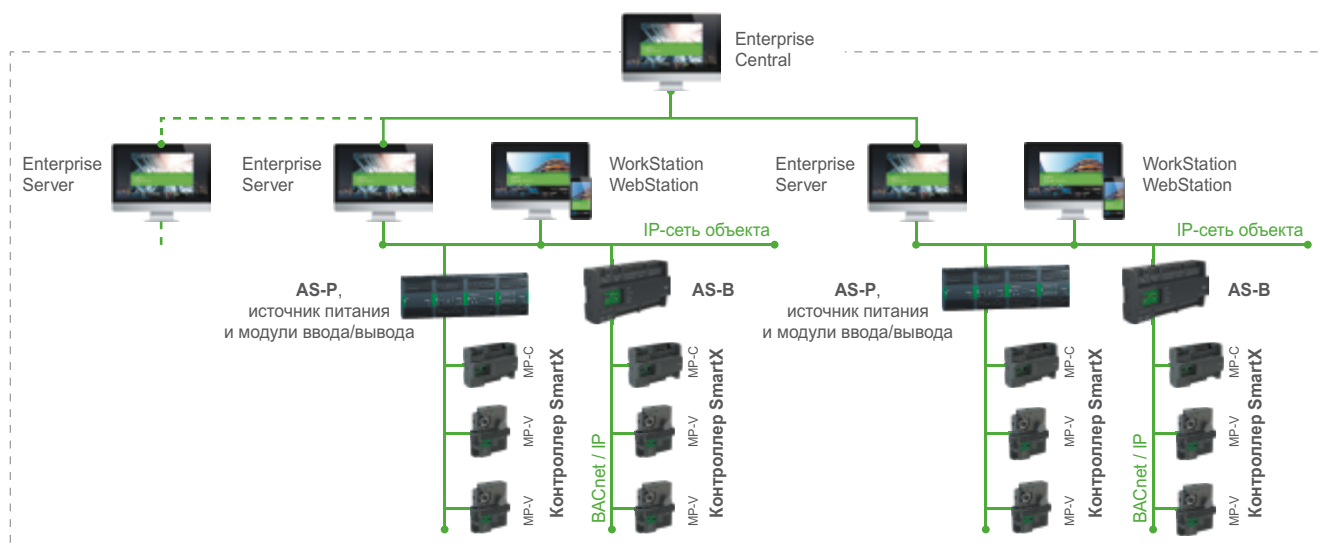 Enterprise
Central
Enterprise
Server
Enterprise
Server
WorkStation
WebStation
Enterprise
Server
WorkStation
WebStation
IP-сеть объекта
IP-сеть объекта
AS-P,
источник питания
и модули ввода/вывода
AS-B
AS-P,
источник питания
и модули ввода/вывода
AS-B
MP-C
MP-V
MP-V
Контроллер SmartX
BACnet / IP
MP-C
MP-V
MP-V
Контроллер SmartX
MP-C
MP-V
MP-V
Контроллер SmartX
BACnet / IP
MP-C
MP-V
MP-V
Контроллер SmartX